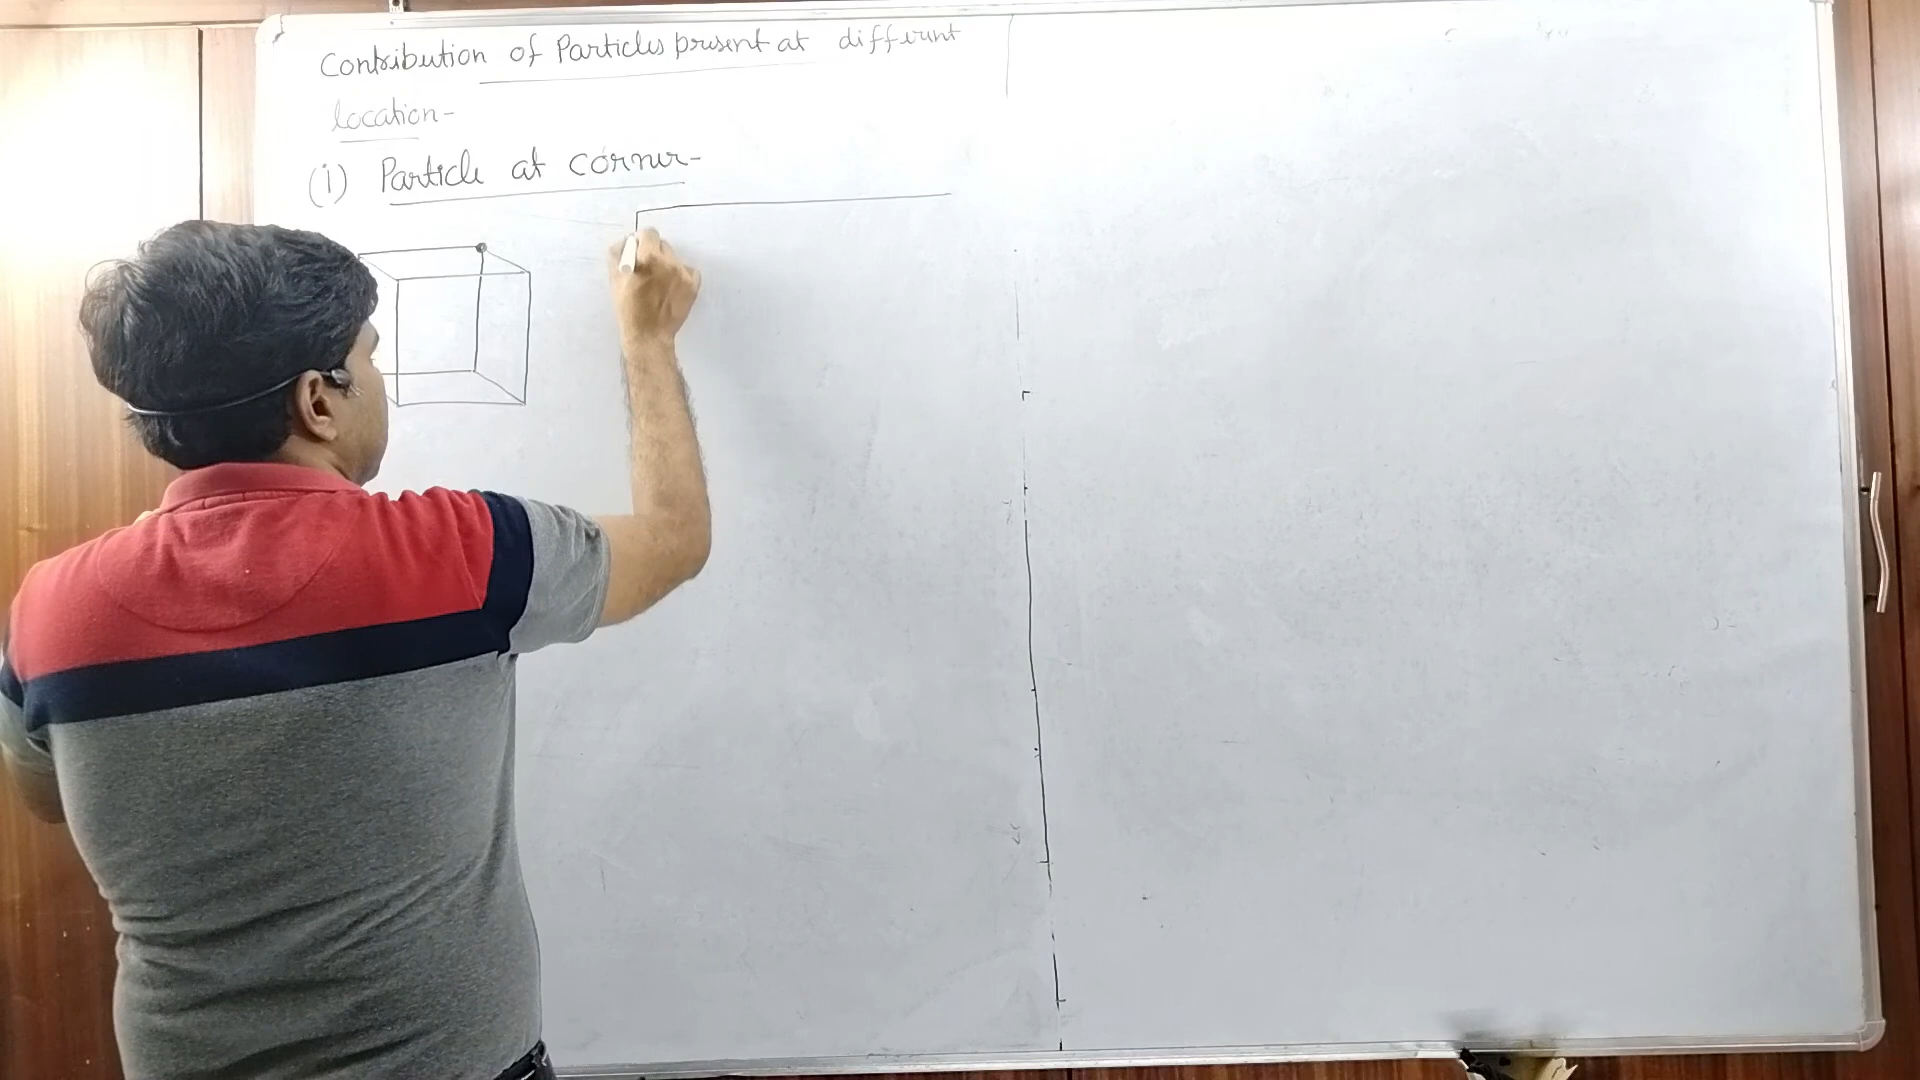 Contribution of Particles present at different
location-
(i) Particle at corner-